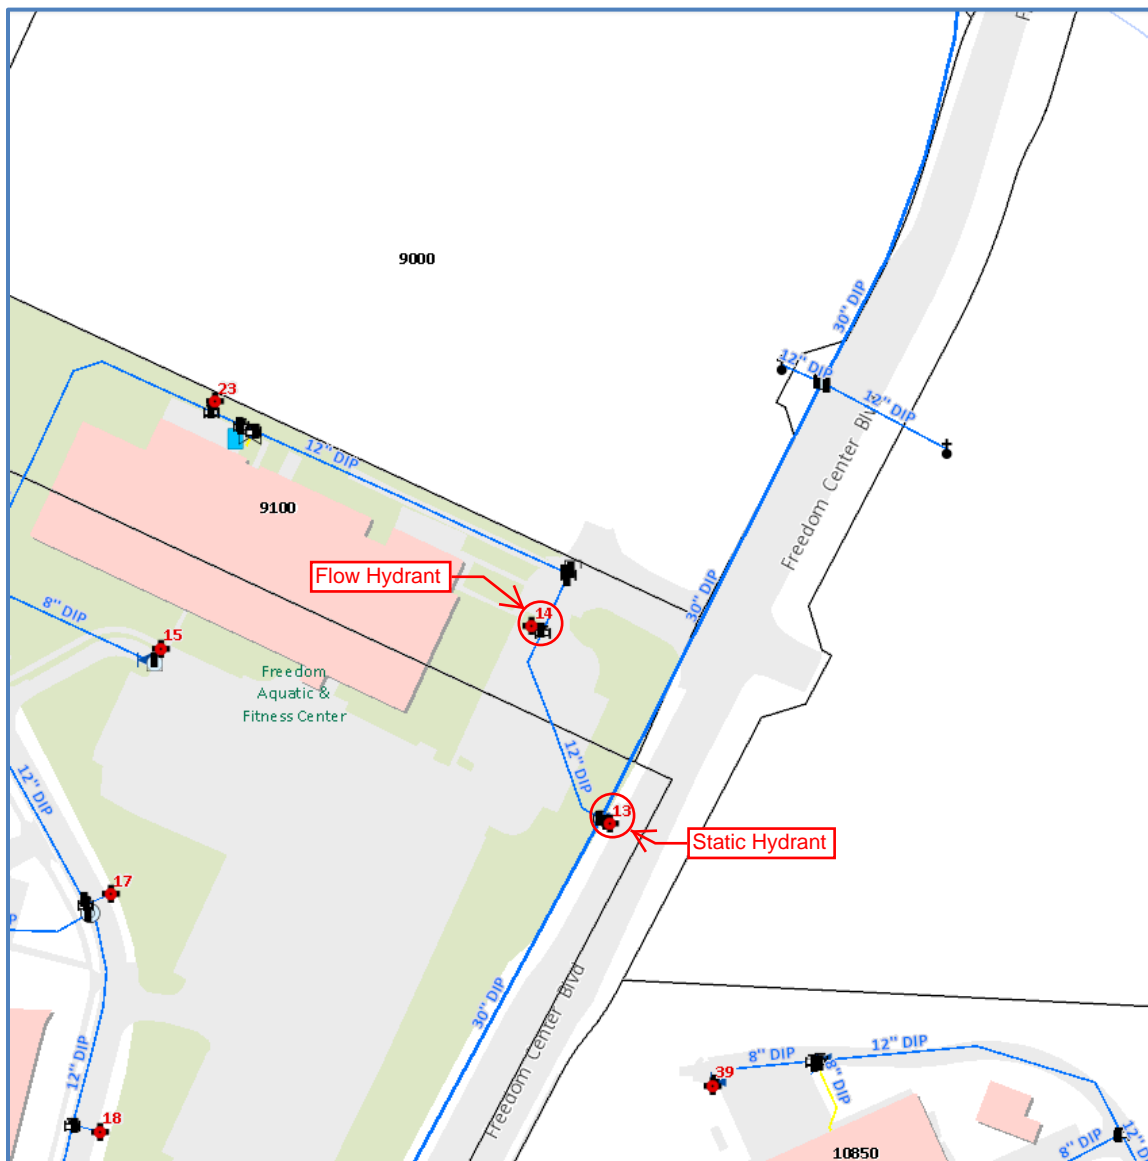 9000
30" DIP
12" DIP
12" DIP
23
12" DIP
Freedom Center Blvd
9100
Flow Hydrant
14
30" DIP
8" DIP
15
Freedom
Aquatic &
Fitness Center
12" DIP
12" DIP
13
Static Hydrant
17
30" DIP
Freedom Center Blvd
12" DIP
18
8" DIP
12" DIP
8" DIP
39
10850
8" DIP
12" D